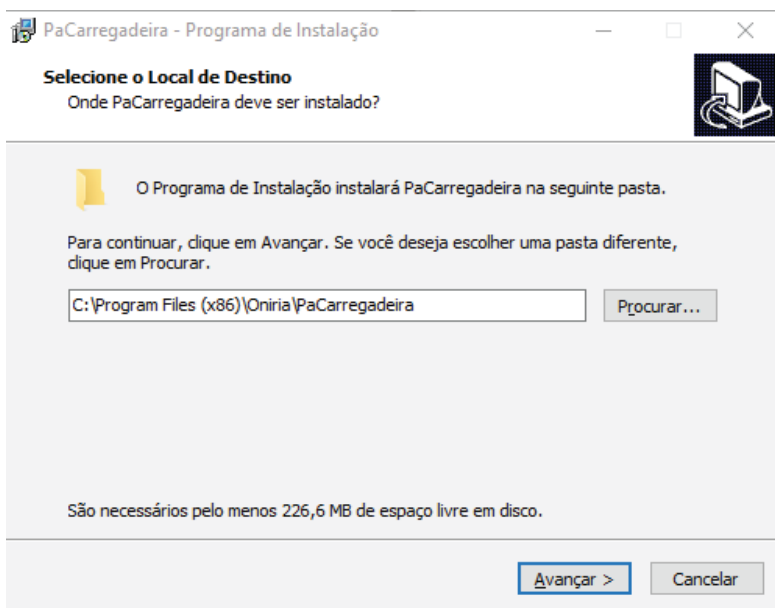 PaCarregadeira - Programa de Instalação
Selecione o Local de Destino
Onde PaCarregadeira deve ser instalado?
O Programa de Instalação instalará PaCarregadeira na seguinte pasta.
Para continuar, clique em Avançar. Se você deseja escolher uma pasta diferente,
clique em Procurar.
C:\Program Files (x86)\Oniria\PaCarregadeira
Procurar...
São necessários pelo menos 226,6 MB de espaço livre em disco.
Avançar >
Cancelar